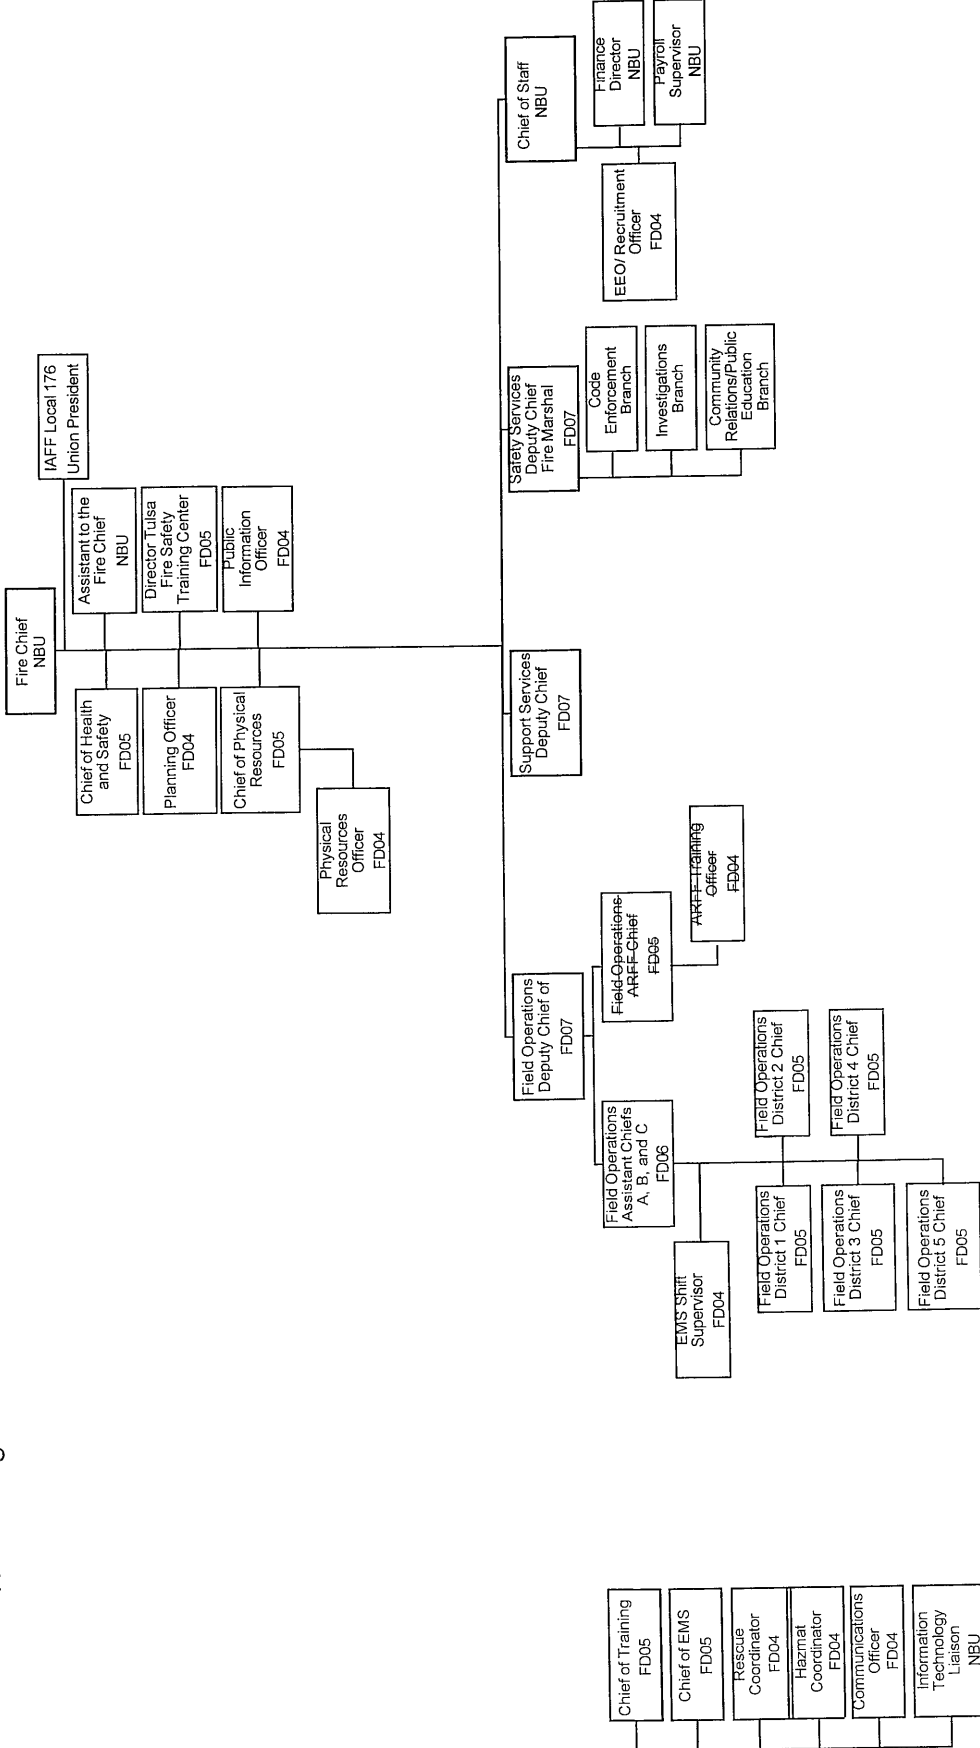 Fire Chief
NBU
IAFF Local 176
Union President
Assistant to the
Fire Chief
NBU
Director Tulsa
Fire Safety
Training Center
FD05
Public
Information
Officer
FD04
Chief of Health
and Safety
FD05
Planning Officer
FD04
Chief of Physical
Resources
FD05
Physical
Resources
Officer
FD04
Chief of Staff
NBU
Finance
Director
NBU
Payroll
Supervisor
NBU
EEO/ Recruitment
Officer
FD04
Safety Services
Deputy Chief
Fire Marshal
FD07
Code
Enforcement
Branch
Investigations
Branch
Community
Relations/Public
Education
Branch
Support Services
Deputy Chief
FD07
Field Operations
Deputy Chief of
FD07
Field Operations
ARFF Chief
FD05
ARFF Training
Officer
FD04
Field Operations
Assistant Chiefs
A, B, and C
FD06
EMS Shift
Supervisor
FD04
Field Operations
District 1 Chief
FD05
Field Operations
District 2 Chief
FD05
Field Operations
District 3 Chief
FD05
Field Operations
District 4 Chief
FD05
Field Operations
District 5 Chief
FD05
Chief of Training
FD05
Chief of EMS
FD05
Rescue
Coordinator
FD04
Hazmat
Coordinator
FD04
Communications
Officer
FD04
Information
Technology
Liaison
NBU